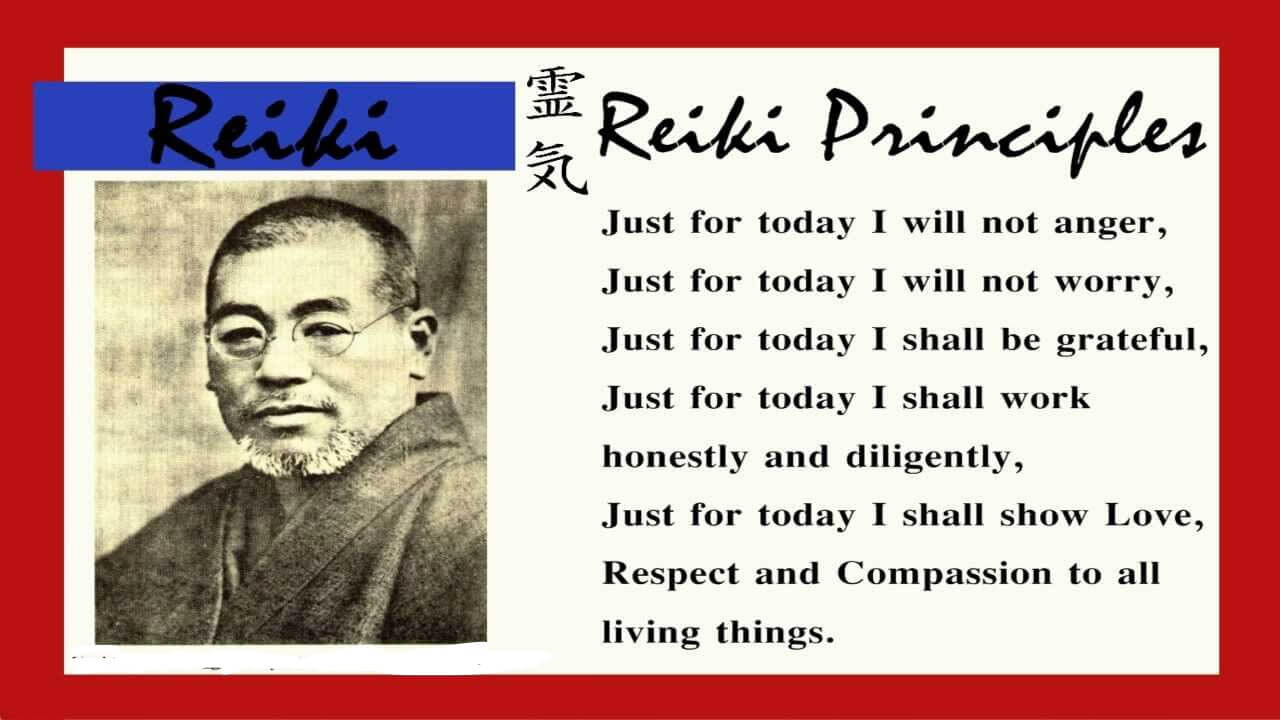 Reiki
霊
気
Reiki Principles
Just for today I will not anger,
Just for today I will not worry,
Just for today I shall be grateful,
Just for today I shall work
honestly and diligently,
Just for today I shall show Love,
Respect and Compassion to all
living things.